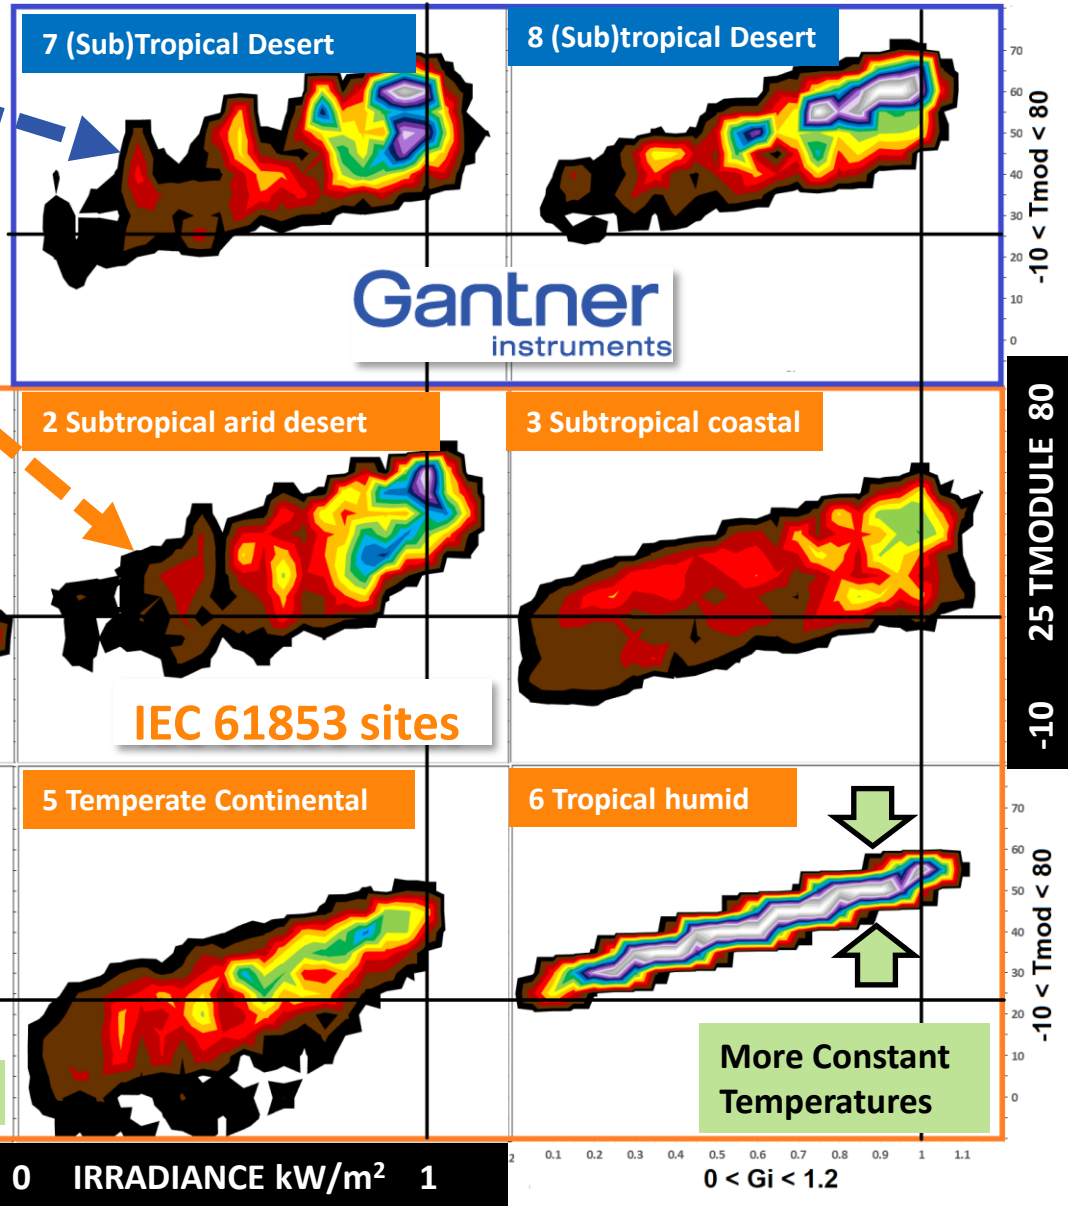 7 (Sub)Tropical Desert
8 (Sub)tropical Desert
70
60
50
40
30
20
10
0
-10 < Tmod < 80
Gantner
instruments
2 Subtropical arid desert
3 Subtropical coastal
-10 25 TMODULE 80
IEC 61853 sites
5 Temperate Continental
6 Tropical humid
70
60
50
40
30
20
10
0
-10 < Tmod < 80
More Constant
Temperatures
0 IRRADIANCE kW/m² 1
2 0.1 0.2 0.3 0.4 0.5 0.6 0.7 0.8 0.9 1 1.1
0 < Gi < 1.2